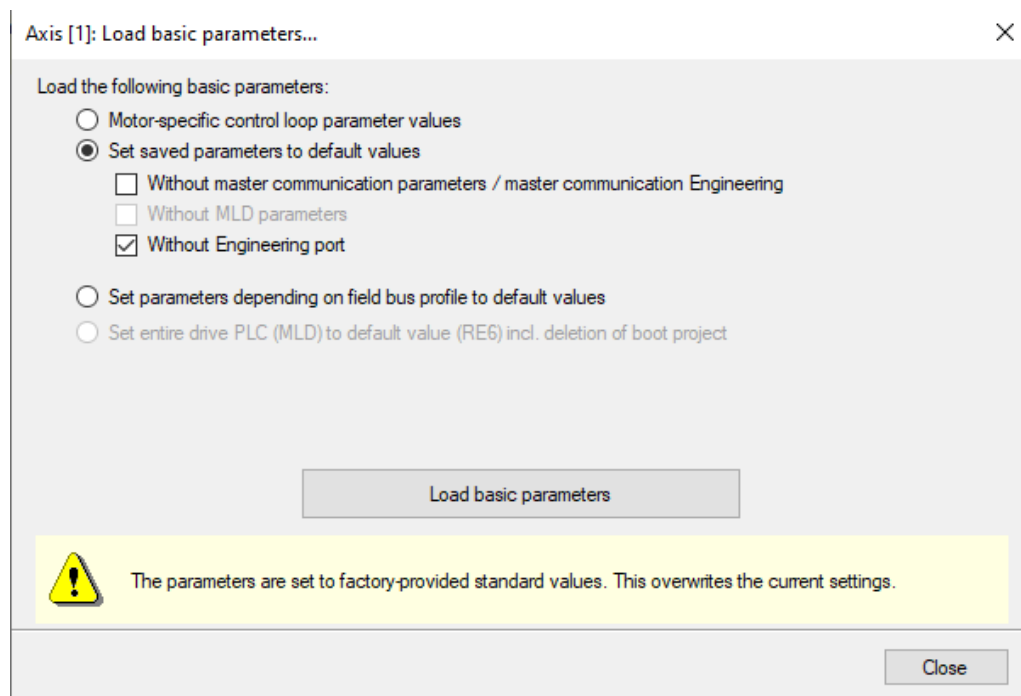 Axis [1]: Load basic parameters...
Load the following basic parameters:
Motor-specific control loop parameter values
Set saved parameters to default values
Without master communication parameters / master communication Engineering
Without MLD parameters
Without Engineering port
Set parameters depending on field bus profile to default values
Set entire drive PLC (MLD) to default value (RE6) incl. deletion of boot project
Load basic parameters
The parameters are set to factory-provided standard values. This overwrites the current settings.
Close